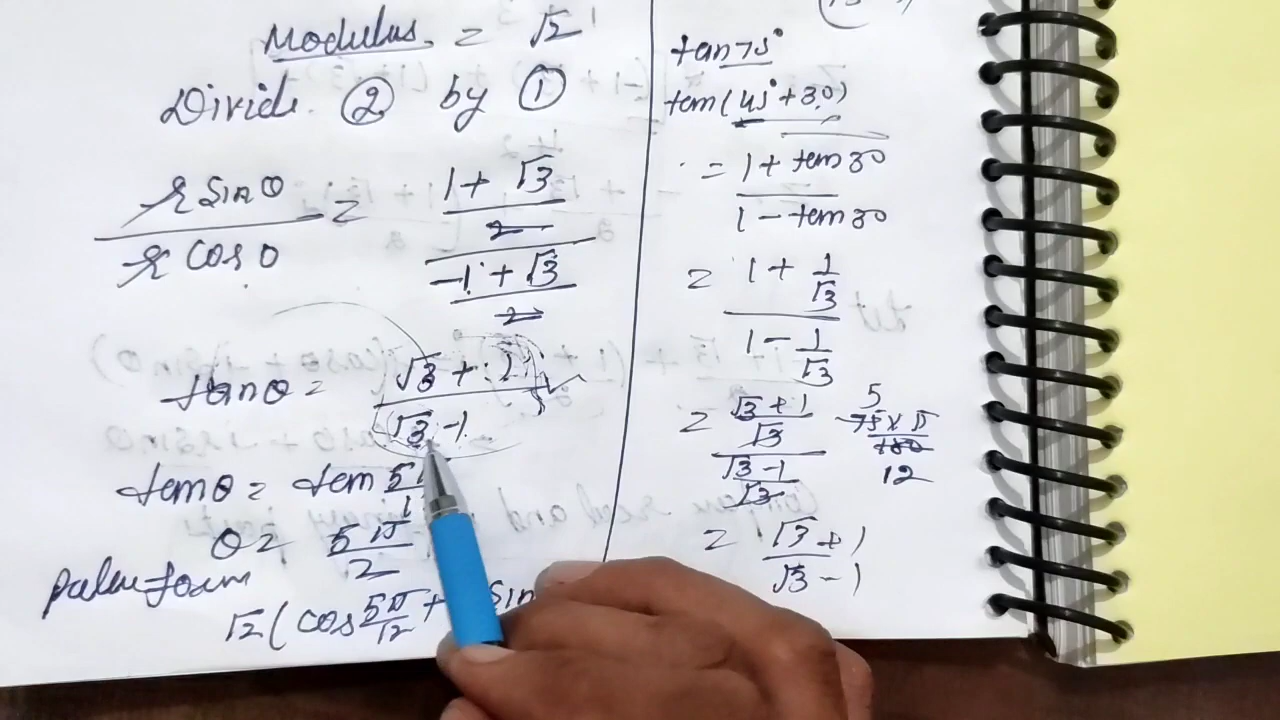 Modulus = √2
Divide ② by ①
r sin θ / r cos θ = (1 + √3 / 2) / (-1 + √3 / 2)
tan θ = √3 + 1 / √3 - 1
tan θ = tan 5
θ = 5π / 2
√2 ( cos 5π/12 + sin
tan 75°
tan (45° + 30)
= 1 + tan 30 / 1 - tan 30
= 1 + 1/√3 / 1 - 1/√3
= (√3 + 1 / √3) / (√3 - 1 / √3)
5
75 × π / 180
12
= √3 + 1 / √3 - 1